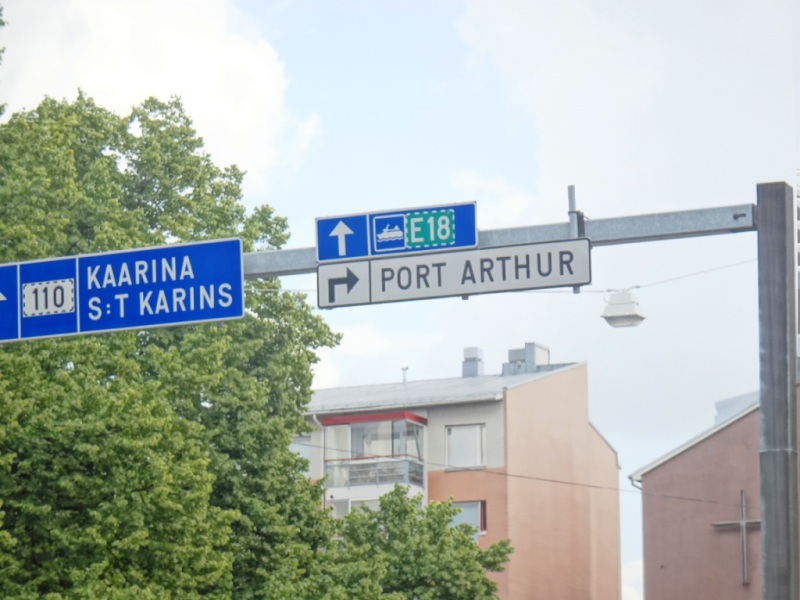 110
KAARINA
S:T KARINS
E18
PORT ARTHUR